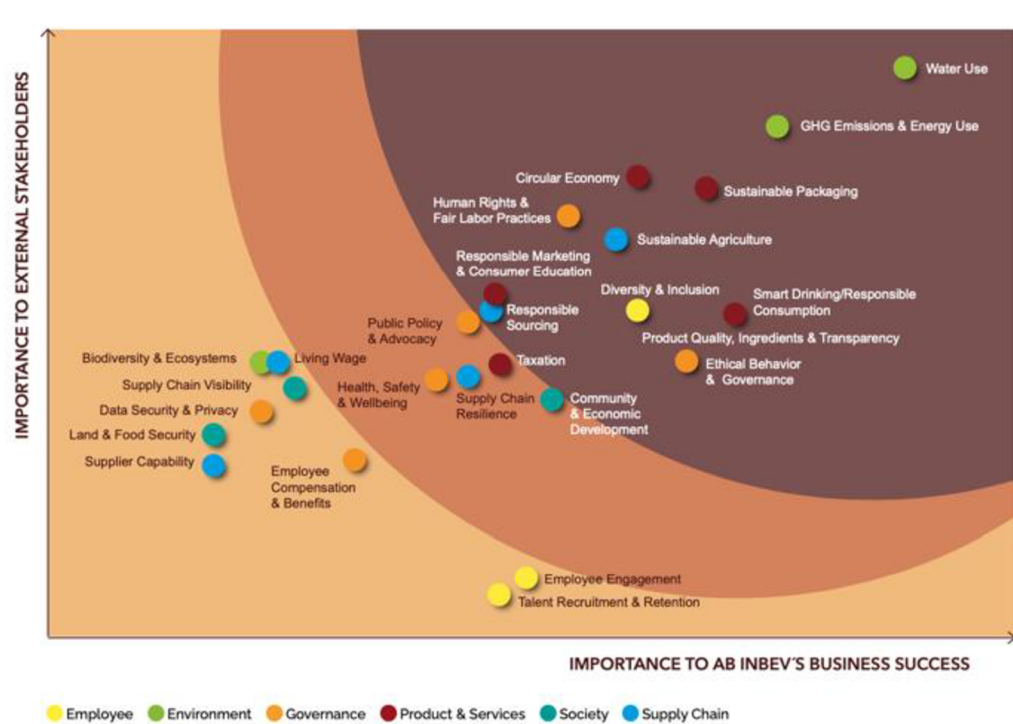 IMPORTANCE TO EXTERNAL STAKEHOLDERS
Water Use
GHG Emissions & Energy Use
Circular Economy
Sustainable Packaging
Human Rights &
Fair Labor Practices
Sustainable Agriculture
Responsible Marketing
& Consumer Education
Diversity & Inclusion
Smart Drinking/Responsible
Consumption
Responsible
Sourcing
Public Policy
& Advocacy
Product Quality, Ingredients & Transparency
Biodiversity & Ecosystems
Living Wage
Taxation
Ethical Behavior
& Governance
Supply Chain Visibility
Health, Safety
& Wellbeing
Supply Chain
Resilience
Community
& Economic
Development
Data Security & Privacy
Land & Food Security
Supplier Capability
Employee
Compensation
& Benefits
Employee Engagement
Talent Recruitment & Retention
IMPORTANCE TO AB INBEV´S BUSINESS SUCCESS
Employee
Environment
Governance
Product & Services
Society
Supply Chain